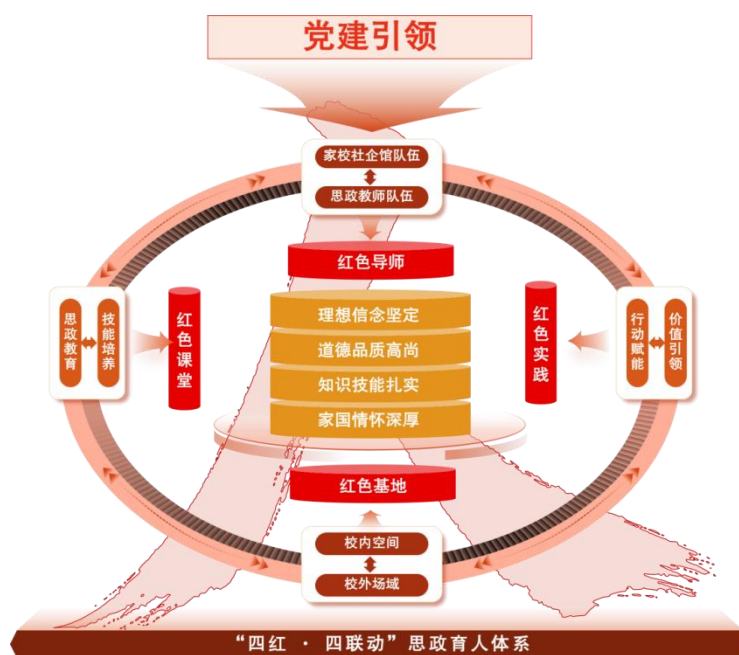 党建引领
家校社企馆队伍
思政教师队伍
红色导师
理想信念坚定
道德品质高尚
知识技能扎实
家国情怀深厚
思政教育
技能培养
红色课堂
红色实践
行动赋能
价值引领
红色基地
校内空间
校外场域
“四红 · 四联动”思政育人体系